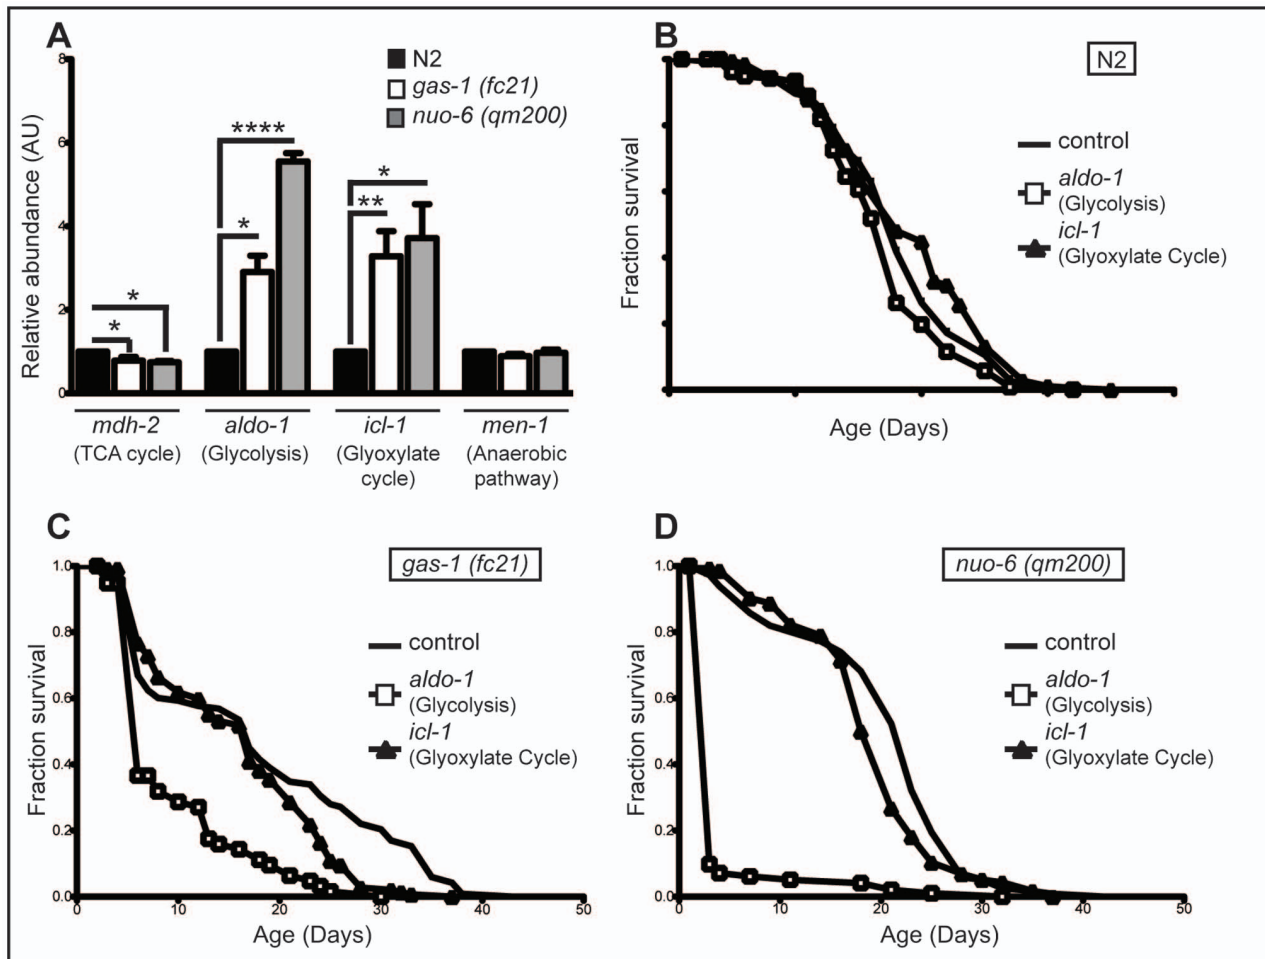 A
N2
gas-1 (fc21)
nuo-6 (qm200)
Relative abundance (AU)
8
6
4
2
0
****
*
*
**
*
*
*
mdh-2
(TCA cycle)
aldo-1
(Glycolysis)
icl-1
(Glyoxylate
cycle)
men-1
(Anaerobic
pathway)
B
N2
Fraction survival
control
aldo-1
(Glycolysis)
icl-1
(Glyoxylate Cycle)
Age (Days)
C
gas-1 (fc21)
Fraction survival
1.0
0.8
0.6
0.4
0.2
0.0
control
aldo-1
(Glycolysis)
icl-1
(Glyoxylate Cycle)
0 10 20 30 40 50
Age (Days)
D
nuo-6 (qm200)
Fraction survival
1.0
0.8
0.6
0.4
0.2
0.0
control
aldo-1
(Glycolysis)
icl-1
(Glyoxylate Cycle)
0 10 20 30 40 50
Age (Days)